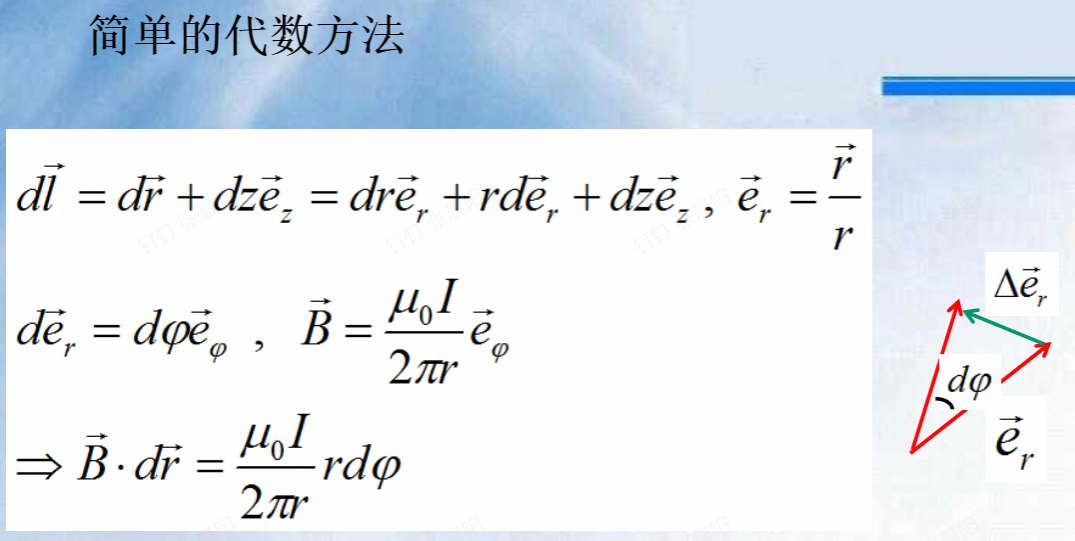 简单的代数方法
$d\vec{l} = d\vec{r} + dz\vec{e}_z = dr\vec{e}_r + rd\vec{e}_r + dz\vec{e}_z , \vec{e}_r = \frac{\vec{r}}{r}$
$d\vec{e}_r = d\varphi\vec{e}_\varphi , \vec{B} = \frac{\mu_0 I}{2\pi r}\vec{e}_\varphi$
$\Rightarrow \vec{B} \cdot d\vec{r} = \frac{\mu_0 I}{2\pi r} rd\varphi$
$\Delta\vec{e}_r$
$d\varphi$
$\vec{e}_r$